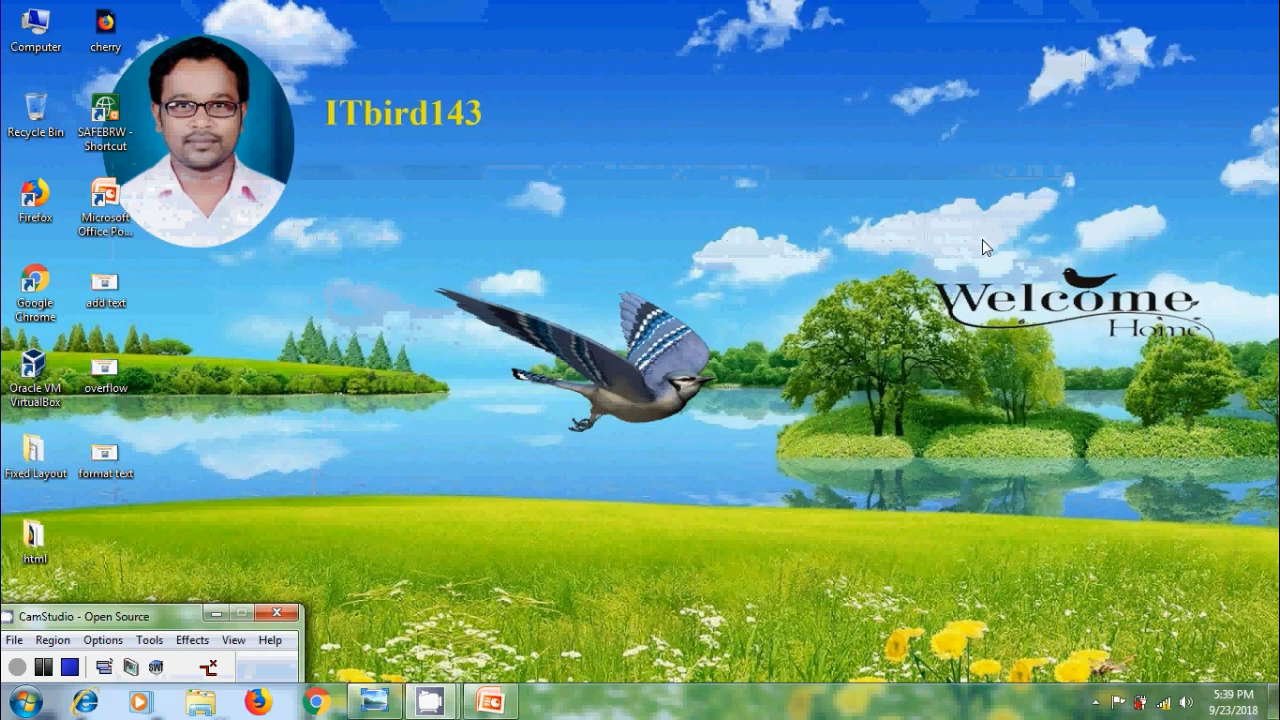 Computer
cherry
ITbird143
Recycle Bin
SAFEBRW -
Shortcut
Firefox
Microsoft
Office Po...
Google
Chrome
add text
Welcome
Home
Oracle VM
VirtualBox
overflow
Fixed Layout
format text
html
CamStudio - Open Source
File Region Options Tools Effects View Help
5:39 PM
9/23/2018